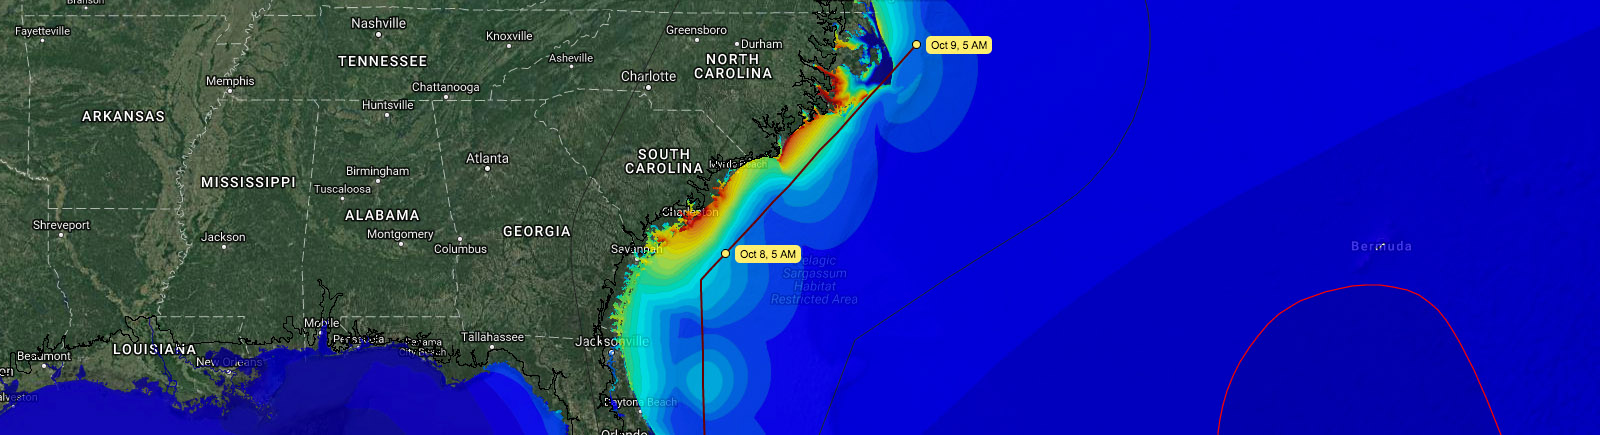 Branson
Fayetteville
Nashville
Knoxville
Greensboro
Durham
Oct 9, 5 AM
TENNESSEE
Asheville
NORTH
CAROLINA
Memphis
Chattanooga
Charlotte
Huntsville
ARKANSAS
Birmingham
Atlanta
SOUTH
CAROLINA
Myrtle Beach
MISSISSIPPI
Tuscaloosa
ALABAMA
Charleston
Shreveport
Jackson
Montgomery
Columbus
GEORGIA
Savannah
Oct 8, 5 AM
Bermuda
Pelagic
Sargassum
Habitat
Restricted Area
Mobile
Pensacola
Panama
City Beach
Tallahassee
Jacksonville
LOUISIANA
Beaumont
New Orleans
Daytona Beach
Orlando